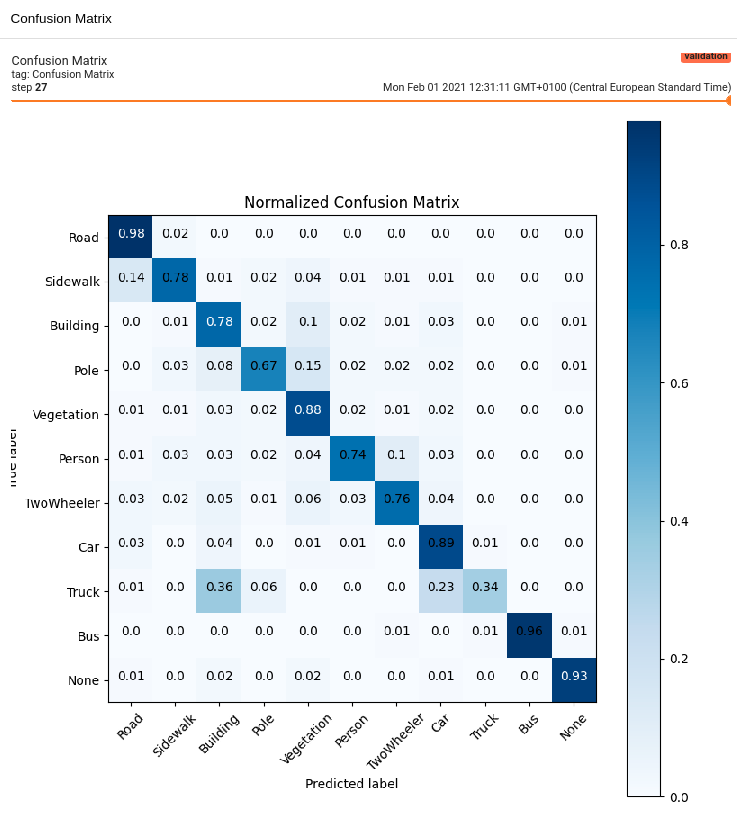 Confusion Matrix
Confusion Matrix
validation
tag: Confusion Matrix
step 27
Mon Feb 01 2021 12:31:11 GMT+0100 (Central European Standard Time)
Normalized Confusion Matrix
Road 0.98 0.02 0.0 0.0 0.0 0.0 0.0 0.0 0.0 0.0 0.0
Sidewalk 0.14 0.78 0.01 0.02 0.04 0.01 0.01 0.01 0.0 0.0 0.0
Building 0.0 0.01 0.78 0.02 0.1 0.02 0.01 0.03 0.0 0.0 0.01
Pole 0.0 0.03 0.08 0.67 0.15 0.02 0.02 0.02 0.0 0.0 0.01
Vegetation 0.01 0.01 0.03 0.02 0.88 0.02 0.01 0.02 0.0 0.0 0.0
Person 0.01 0.03 0.03 0.02 0.04 0.74 0.1 0.03 0.0 0.0 0.0
TwoWheeler 0.03 0.02 0.05 0.01 0.06 0.03 0.76 0.04 0.0 0.0 0.0
Car 0.03 0.0 0.04 0.0 0.01 0.01 0.0 0.89 0.01 0.0 0.0
Truck 0.01 0.0 0.36 0.06 0.0 0.0 0.0 0.23 0.34 0.0 0.0
Bus 0.0 0.0 0.0 0.0 0.0 0.0 0.01 0.0 0.01 0.96 0.01
None 0.01 0.0 0.02 0.0 0.02 0.0 0.0 0.01 0.0 0.0 0.93
Road Sidewalk Building Pole Vegetation Person TwoWheeler Car Truck Bus None
Predicted label
True label
0.8
0.6
0.4
0.2
0.0